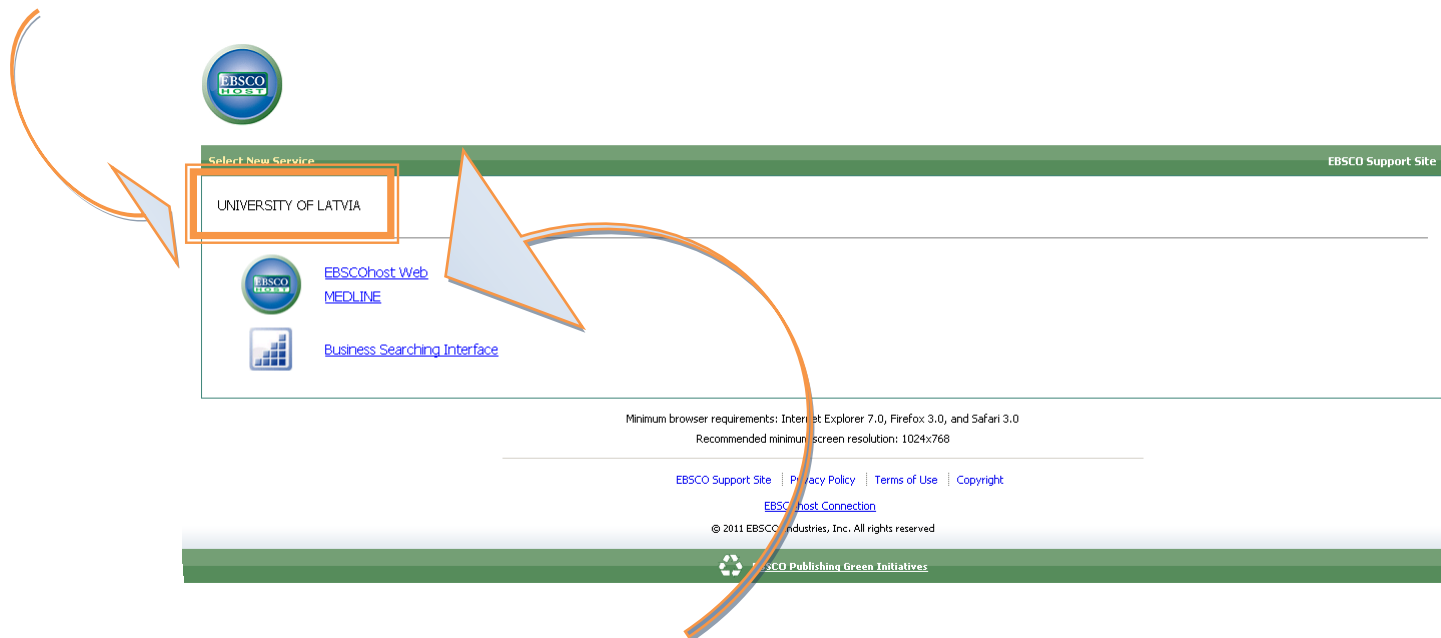 EBSCO
HOST
Select New Service
EBSCO Support Site
UNIVERSITY OF LATVIA
EBSCO
HOST
EBSCOhost Web
MEDLINE
Business Searching Interface
Minimum browser requirements: Internet Explorer 7.0, Firefox 3.0, and Safari 3.0
Recommended minimum screen resolution: 1024x768
EBSCO Support Site Privacy Policy Terms of Use Copyright
EBSCOhost Connection
© 2011 EBSCO Industries, Inc. All rights reserved
EBSCO Publishing Green Initiatives